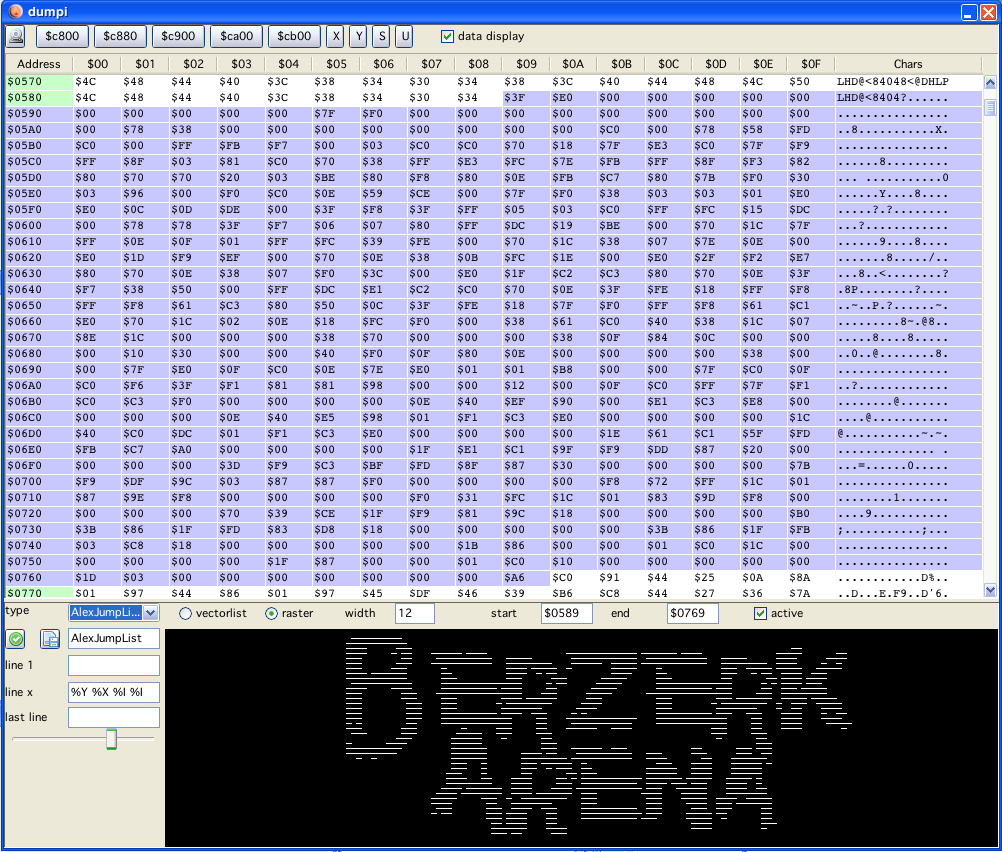 dumpi
$c800 $c880 $c900 $ca00 $cb00 X Y S U data display
Address $00 $01 $02 $03 $04 $05 $06 $07 $08 $09 $0A $0B $0C $0D $0E $0F Chars
$0570 $4C $48 $44 $40 $3C $38 $34 $30 $34 $38 $3C $40 $44 $48 $4C $50 LHD@<84048<@DHLP
$0580 $4C $48 $44 $40 $3C $38 $34 $30 $34 $3F $E0 $00 $00 $00 $00 $00 LHD@<8404?......
$0590 $00 $00 $00 $00 $00 $7F $F0 $00 $00 $00 $00 $00 $00 $00 $00 $00 ................
$05A0 $00 $78 $38 $00 $00 $00 $00 $00 $00 $00 $00 $C0 $00 $78 $58 $FD ..8..........X.
$05B0 $C0 $00 $FF $FB $F7 $00 $03 $C0 $C0 $70 $18 $7F $E3 $C0 $7F $F9 ................
$05C0 $FF $8F $03 $81 $C0 $70 $38 $FF $E3 $FC $7E $FB $FF $8F $F3 $82 ......8.........
$05D0 $80 $70 $70 $20 $03 $BE $80 $F8 $80 $0E $FB $C7 $80 $7B $F0 $30 ... ...........0
$05E0 $03 $96 $00 $F0 $C0 $0E $59 $CE $00 $7F $F0 $38 $03 $03 $01 $E0 ......Y....8....
$05F0 $E0 $0C $0D $DE $00 $3F $F8 $3F $FF $05 $03 $C0 $FF $FC $15 $DC .....?.?........
$0600 $00 $78 $78 $3F $F7 $06 $07 $80 $FF $DC $19 $BE $00 $70 $1C $7F ...?............
$0610 $FF $0E $0F $01 $FF $FC $39 $FE $00 $70 $1C $38 $07 $7E $0E $00 ......9....8....
$0620 $E0 $1D $F9 $EF $00 $70 $0E $38 $0B $FC $1E $00 $E0 $2F $F2 $E7 .......8...../..
$0630 $80 $70 $0E $38 $07 $F0 $3C $00 $E0 $1F $C2 $C3 $80 $70 $0E $3F ...8..<........?
$0640 $F7 $38 $50 $00 $FF $DC $E1 $C2 $C0 $70 $0E $3F $FE $18 $FF $F8 .8P........?....
$0650 $FF $F8 $61 $C3 $80 $50 $0C $3F $FE $18 $7F $F0 $FF $F8 $61 $C1 ..~..P.?......~.
$0660 $E0 $70 $1C $02 $0E $18 $FC $F0 $00 $38 $61 $C0 $40 $38 $1C $07 .........8~.@8..
$0670 $8E $1C $00 $00 $00 $38 $70 $00 $00 $00 $38 $0F $84 $0C $00 $00 .....8....8.....
$0680 $00 $10 $30 $00 $00 $00 $40 $F0 $0F $80 $0E $00 $00 $00 $38 $00 ..0..@........8.
$0690 $00 $7F $E0 $0F $C0 $0E $7E $E0 $01 $01 $B8 $00 $00 $7F $C0 $0F ................
$06A0 $C0 $F6 $3F $F1 $81 $81 $98 $00 $00 $12 $00 $0F $C0 $FF $7F $F1 ..?.............
$06B0 $C0 $C3 $F0 $00 $00 $00 $00 $0E $40 $EF $90 $00 $E1 $C3 $E8 $00 ........@.......
$06C0 $00 $00 $00 $0E $40 $E5 $98 $01 $F1 $C3 $E0 $00 $00 $00 $00 $1C ....@...........
$06D0 $40 $C0 $DC $01 $F1 $C3 $E0 $00 $00 $00 $1E $61 $C1 $5F $FD @...........~.~.
$06E0 $FB $C7 $A0 $00 $00 $00 $1F $E1 $C1 $9F $F9 $DD $87 $20 $00 $00 .............. .
$06F0 $00 $00 $00 $3D $F9 $C3 $BF $FD $8F $87 $30 $00 $00 $00 $00 $7B ...=......0.....
$0700 $F9 $DF $9C $03 $87 $87 $F0 $00 $00 $00 $00 $F8 $72 $FF $1C $01 ................
$0710 $87 $9E $F8 $00 $00 $00 $00 $F0 $31 $FC $1C $01 $83 $9D $F8 $00 ........1.......
$0720 $00 $00 $00 $70 $39 $CE $1F $F9 $81 $9C $18 $00 $00 $00 $00 $B0 ....9...........
$0730 $3B $86 $1F $FD $83 $D8 $18 $00 $00 $00 $00 $00 $3B $86 $1F $FB ;...........;...
$0740 $03 $C8 $18 $00 $00 $00 $00 $00 $1B $86 $00 $00 $01 $C0 $1C $00 ................
$0750 $00 $00 $00 $00 $1F $87 $00 $00 $01 $C0 $10 $00 $00 $00 $00 $00 ................
$0760 $1D $03 $00 $00 $00 $00 $00 $00 $00 $A6 $C0 $91 $44 $25 $0A $8A ............D%..
$0770 $01 $97 $44 $86 $01 $97 $45 $DF $46 $39 $B6 $C8 $44 $27 $36 $7A ..D...E.F9..D'6.
type AlexJumpLi... vectorlist raster width 12 start $0589 end $0769 active
AlexJumpList
line 1
line x %Y %X %I %I
last line
BERZERK
ARENA